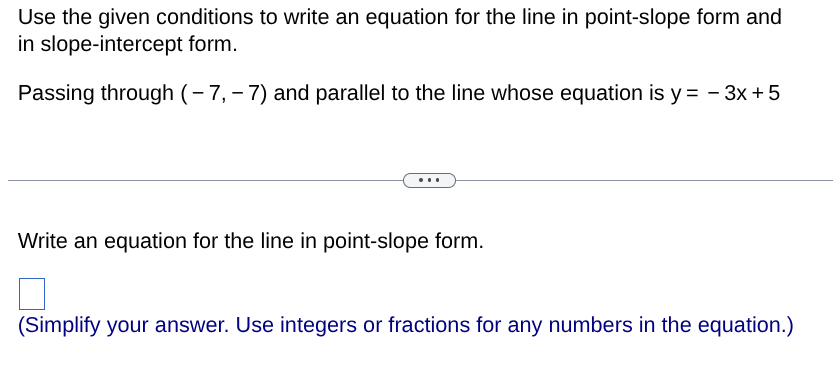 Use the given conditions to write an equation for the line in point-slope form and
in slope-intercept form.
Passing through ( − 7, − 7) and parallel to the line whose equation is y = − 3x + 5
Write an equation for the line in point-slope form.
(Simplify your answer. Use integers or fractions for any numbers in the equation.)